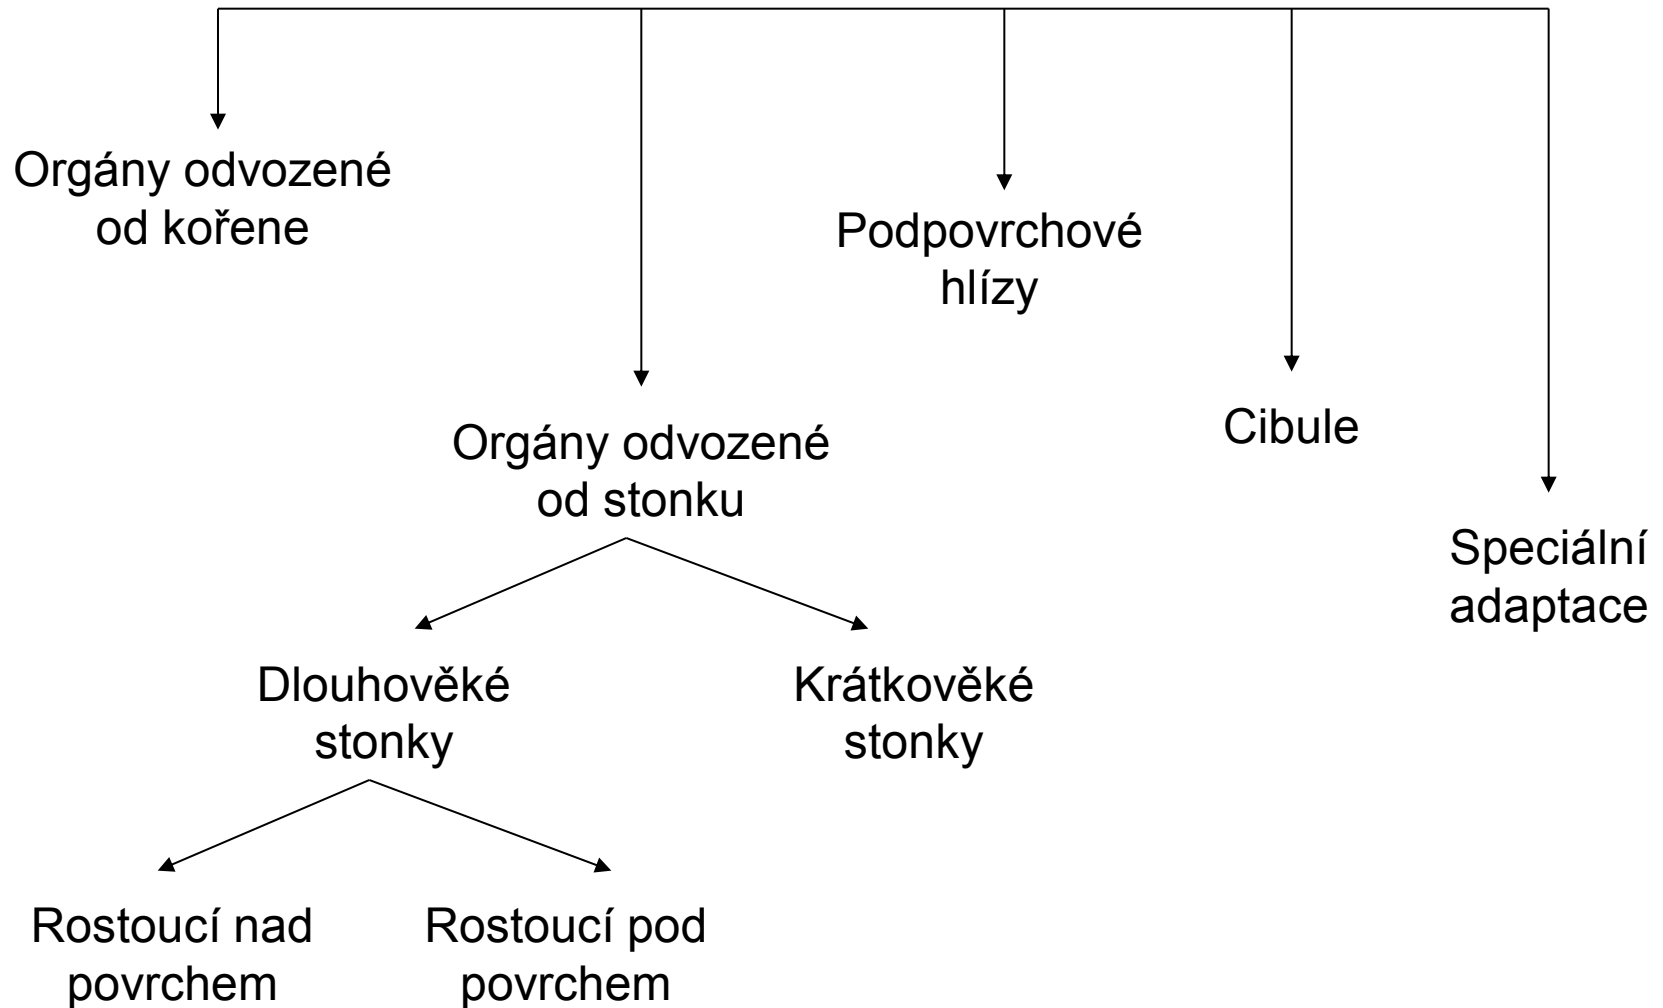 Orgány odvozené
od kořene
Podpovrchové
hlízy
Cibule
Orgány odvozené
od stonku
Speciální
adaptace
Dlouhověké
stonky
Krátkověké
stonky
Rostoucí nad
povrchem
Rostoucí pod
povrchem